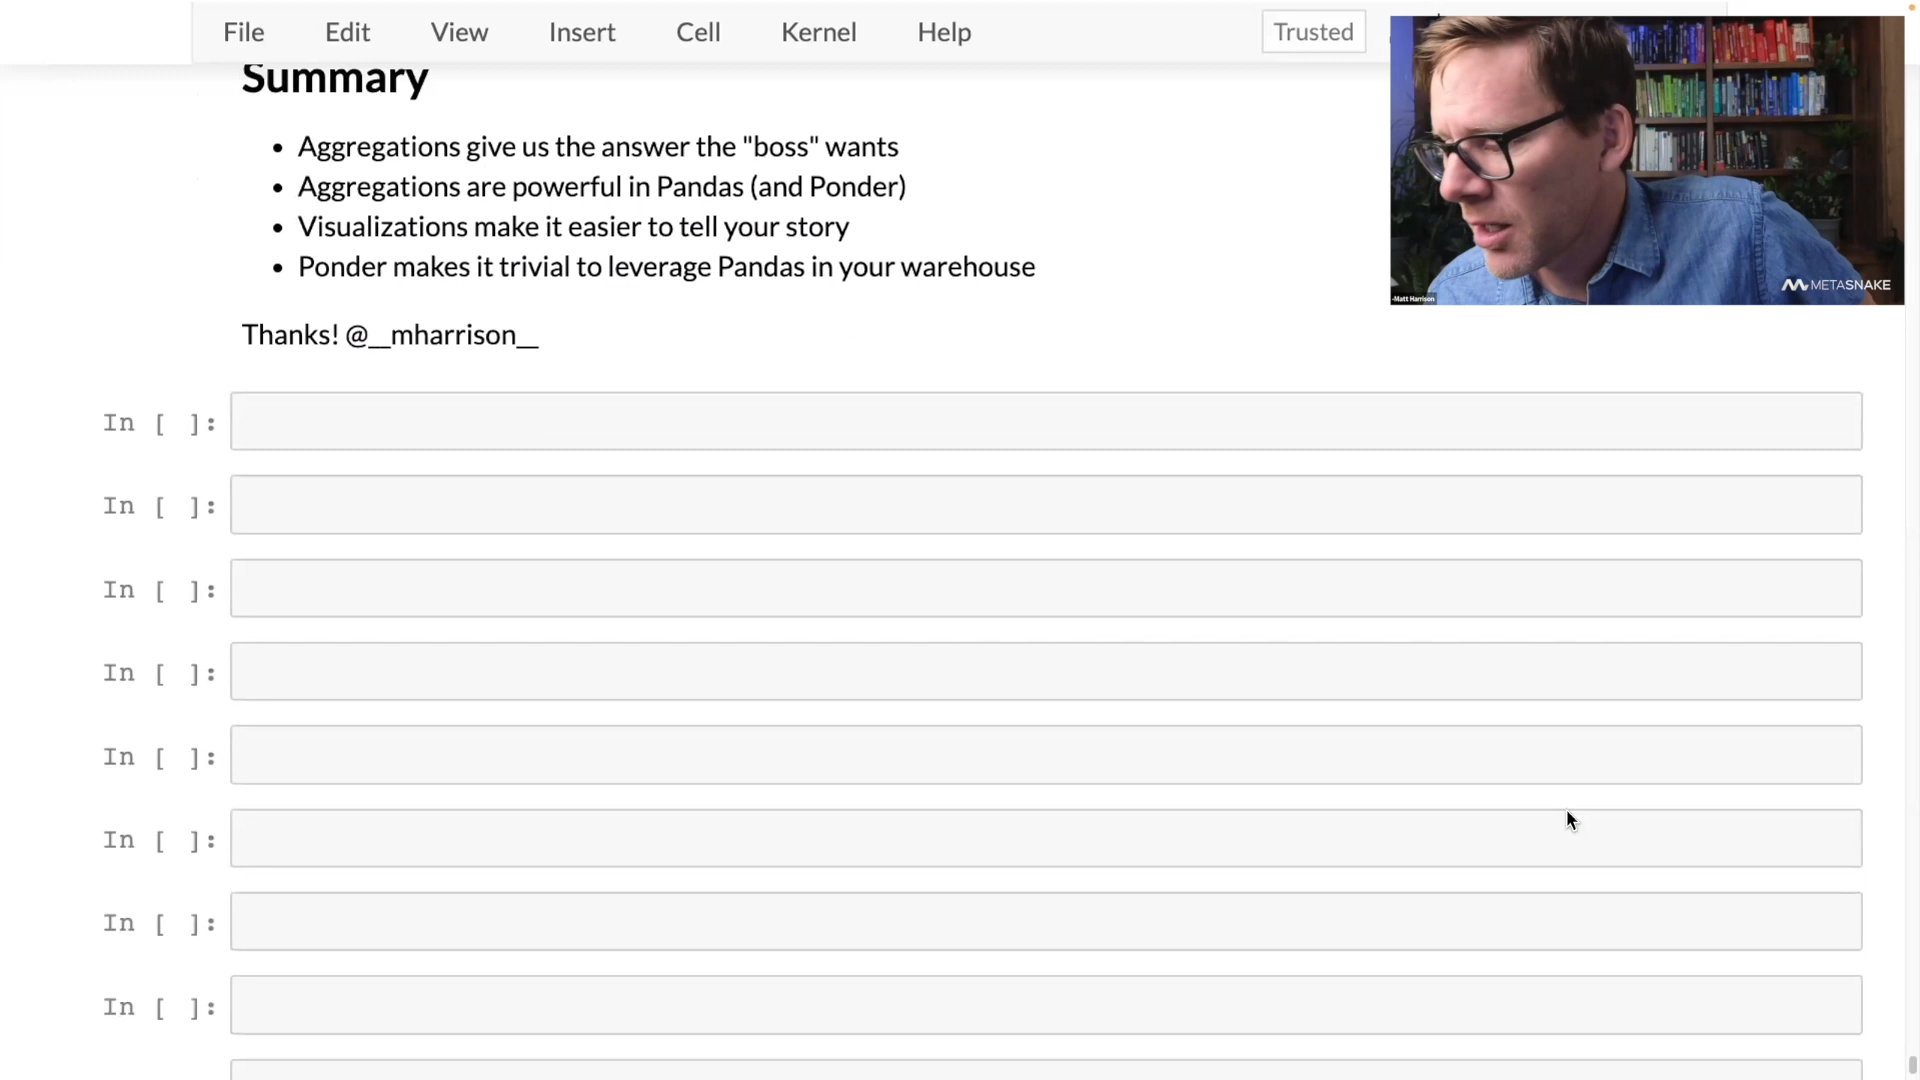 File Edit View Insert Cell Kernel Help Trusted
Summary
Aggregations give us the answer the "boss" wants
Aggregations are powerful in Pandas (and Ponder)
Visualizations make it easier to tell your story
Ponder makes it trivial to leverage Pandas in your warehouse
METASNAKE
-Matt Harrison
Thanks! @__mharrison__
In [ ]:
In [ ]:
In [ ]:
In [ ]:
In [ ]:
In [ ]:
In [ ]:
In [ ]: